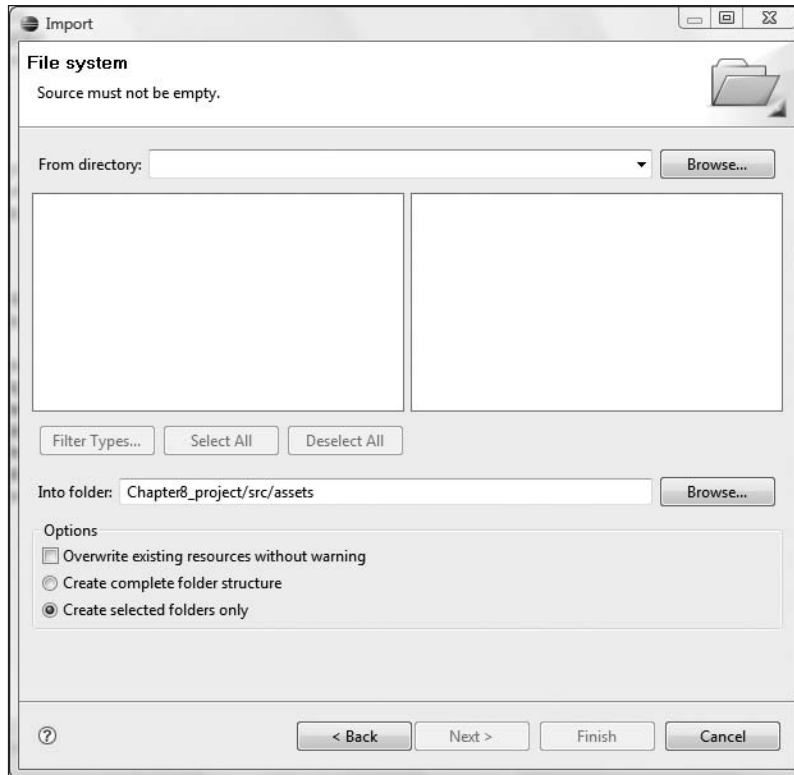 Import
File system
Source must not be empty.
From directory:
Browse...
Filter Types...
Select All
Deselect All
Into folder: Chapter8_project/src/assets
Browse...
Options
Overwrite existing resources without warning
Create complete folder structure
Create selected folders only
?
< Back
Next >
Finish
Cancel